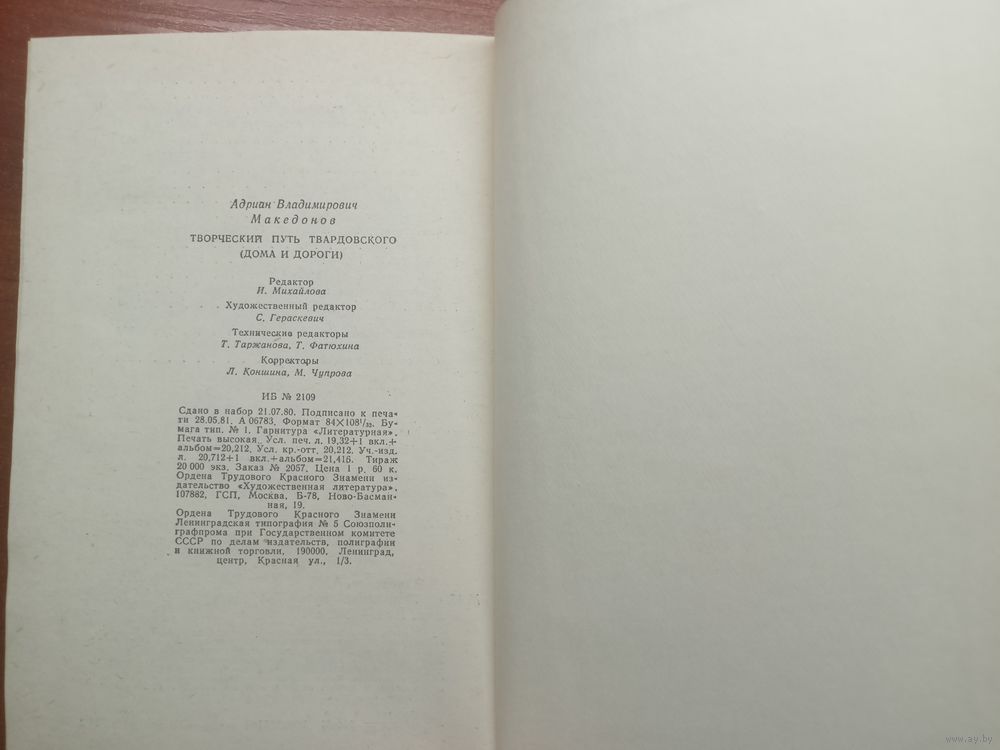 Адриан Владимирович
Македонов
ТВОРЧЕСКИЙ ПУТЬ ТВАРДОВСКОГО
(ДОМА И ДОРОГИ)
Редактор
И. Михайлова
Художественный редактор
С. Гераскевич
Технические редакторы
Т. Таржанова, Т. Фатюхина
Корректоры
Л. Коншина, М. Чупрова
ИБ № 2109
Сдано в набор 21.07.80. Подписано к печа-
ти 28.05.81. А 06783. Формат 84×108¹/₃₂. Бу-
мага тип. № 1. Гарнитура «Литературная».
Печать высокая. Усл. печ. л. 19,32+1 вкл.+
альбом=20,212. Усл. кр.-отт. 20,212. Уч.-изд.
л. 20,712+1 вкл.+альбом=21,416. Тираж
20 000 экз. Заказ № 2057. Цена 1 р. 60 к.
Ордена Трудового Красного Знамени из-
дательство «Художественная литература».
107882, ГСП, Москва, Б-78, Ново-Басман-
ная, 19.
Ордена Трудового Красного Знамени
Ленинградская типография № 5 Союзполи-
графпрома при Государственном комитете
СССР по делам издательств, полиграфии
и книжной торговли. 190000, Ленинград,
центр, Красная ул., 1/3.
www.ay.by